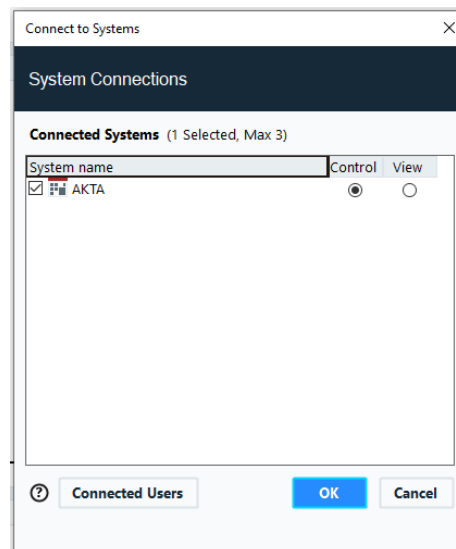 Connect to Systems
System Connections
Connected Systems (1 Selected, Max 3)
System name Control View
AKTA
Connected Users OK Cancel